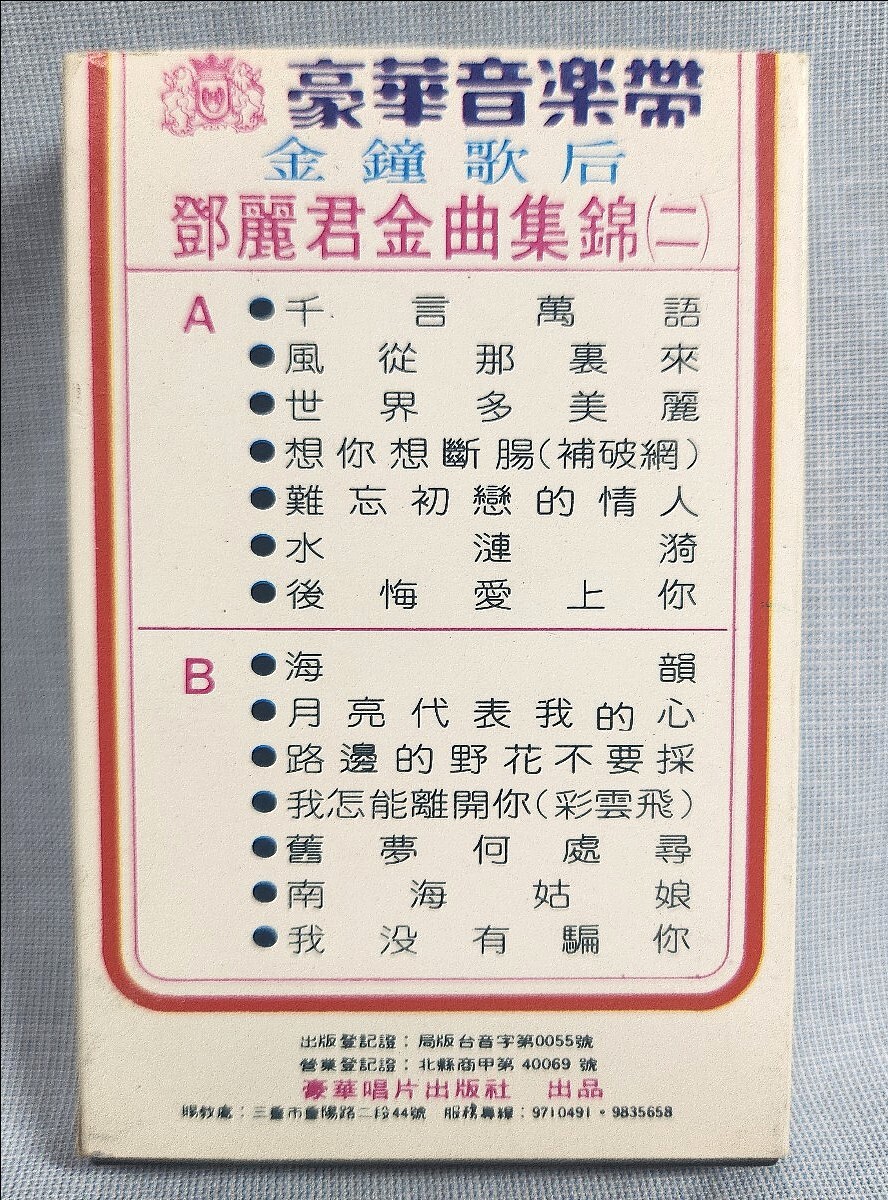 豪華音楽帶
金鐘歌后
鄧麗君金曲集錦(二)
A
●千言萬語
●風從那裏來
●世界多美麗
●想你想斷腸(補破網)
●難忘初戀的情人
●水漣漪
●後悔愛上你
B
●海韻
●月亮代表我的心
●路邊的野花不要採
●我怎能離開你(彩雲飛)
●舊夢何處尋
●南海姑娘
●我没有騙你
出版登記證：局版台音字第0055號
營業登記證：北縣商甲第 40069 號
豪華唱片出版社 出品
賜教處：三重市重陽路二段44號 服務專線：9710491·9835658